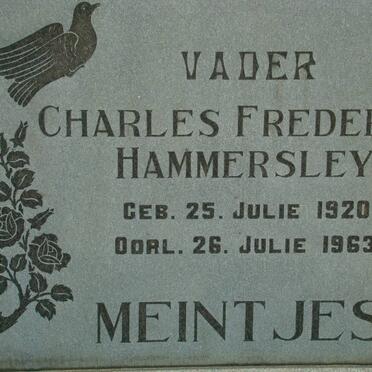 VADER
CHARLES FREDER
HAMMERSLEY
GEB. 25. JULIE 1920
OORL. 26. JULIE 1963
MEINTJES